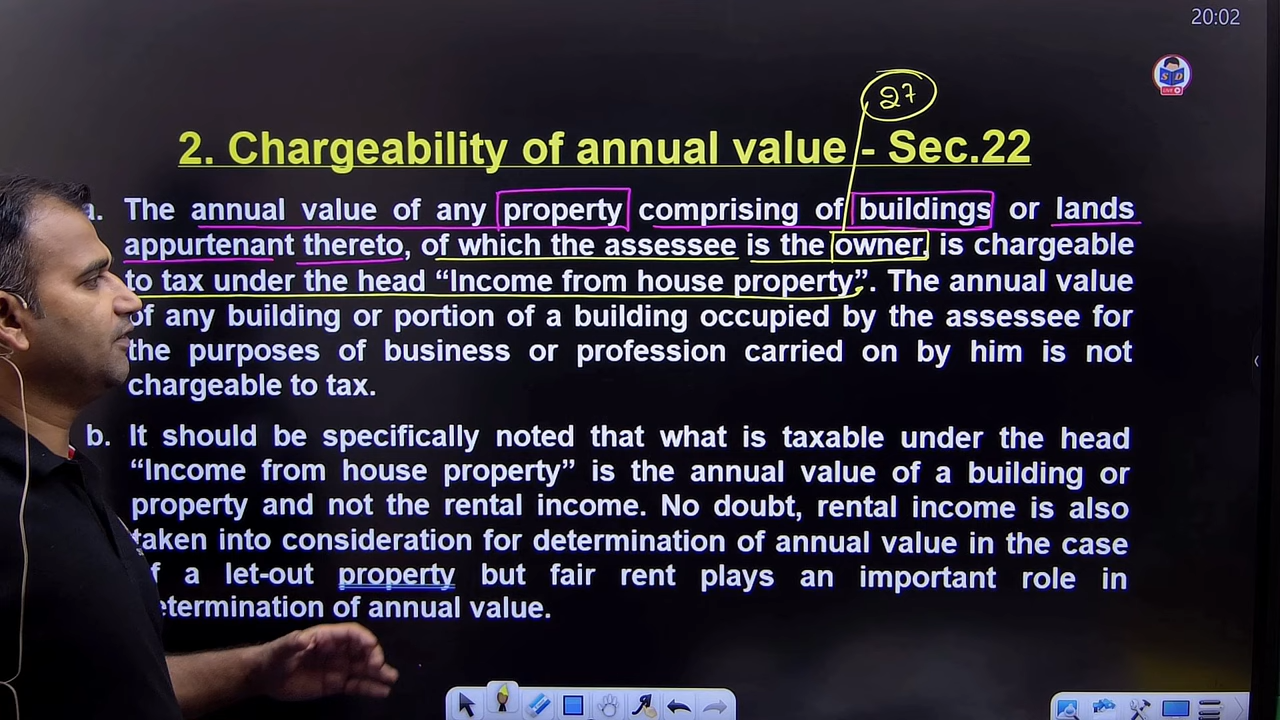 20:02
S D
LIVE
27
2. Chargeability of annual value - Sec.22
a. The annual value of any property comprising of buildings or lands
appurtenant thereto, of which the assessee is the owner, is chargeable
to tax under the head “Income from house property”. The annual value
of any building or portion of a building occupied by the assessee for
the purposes of business or profession carried on by him is not
chargeable to tax.
b. It should be specifically noted that what is taxable under the head
“Income from house property” is the annual value of a building or
property and not the rental income. No doubt, rental income is also
taken into consideration for determination of annual value in the case
f a let-out property but fair rent plays an important role in
etermination of annual value.